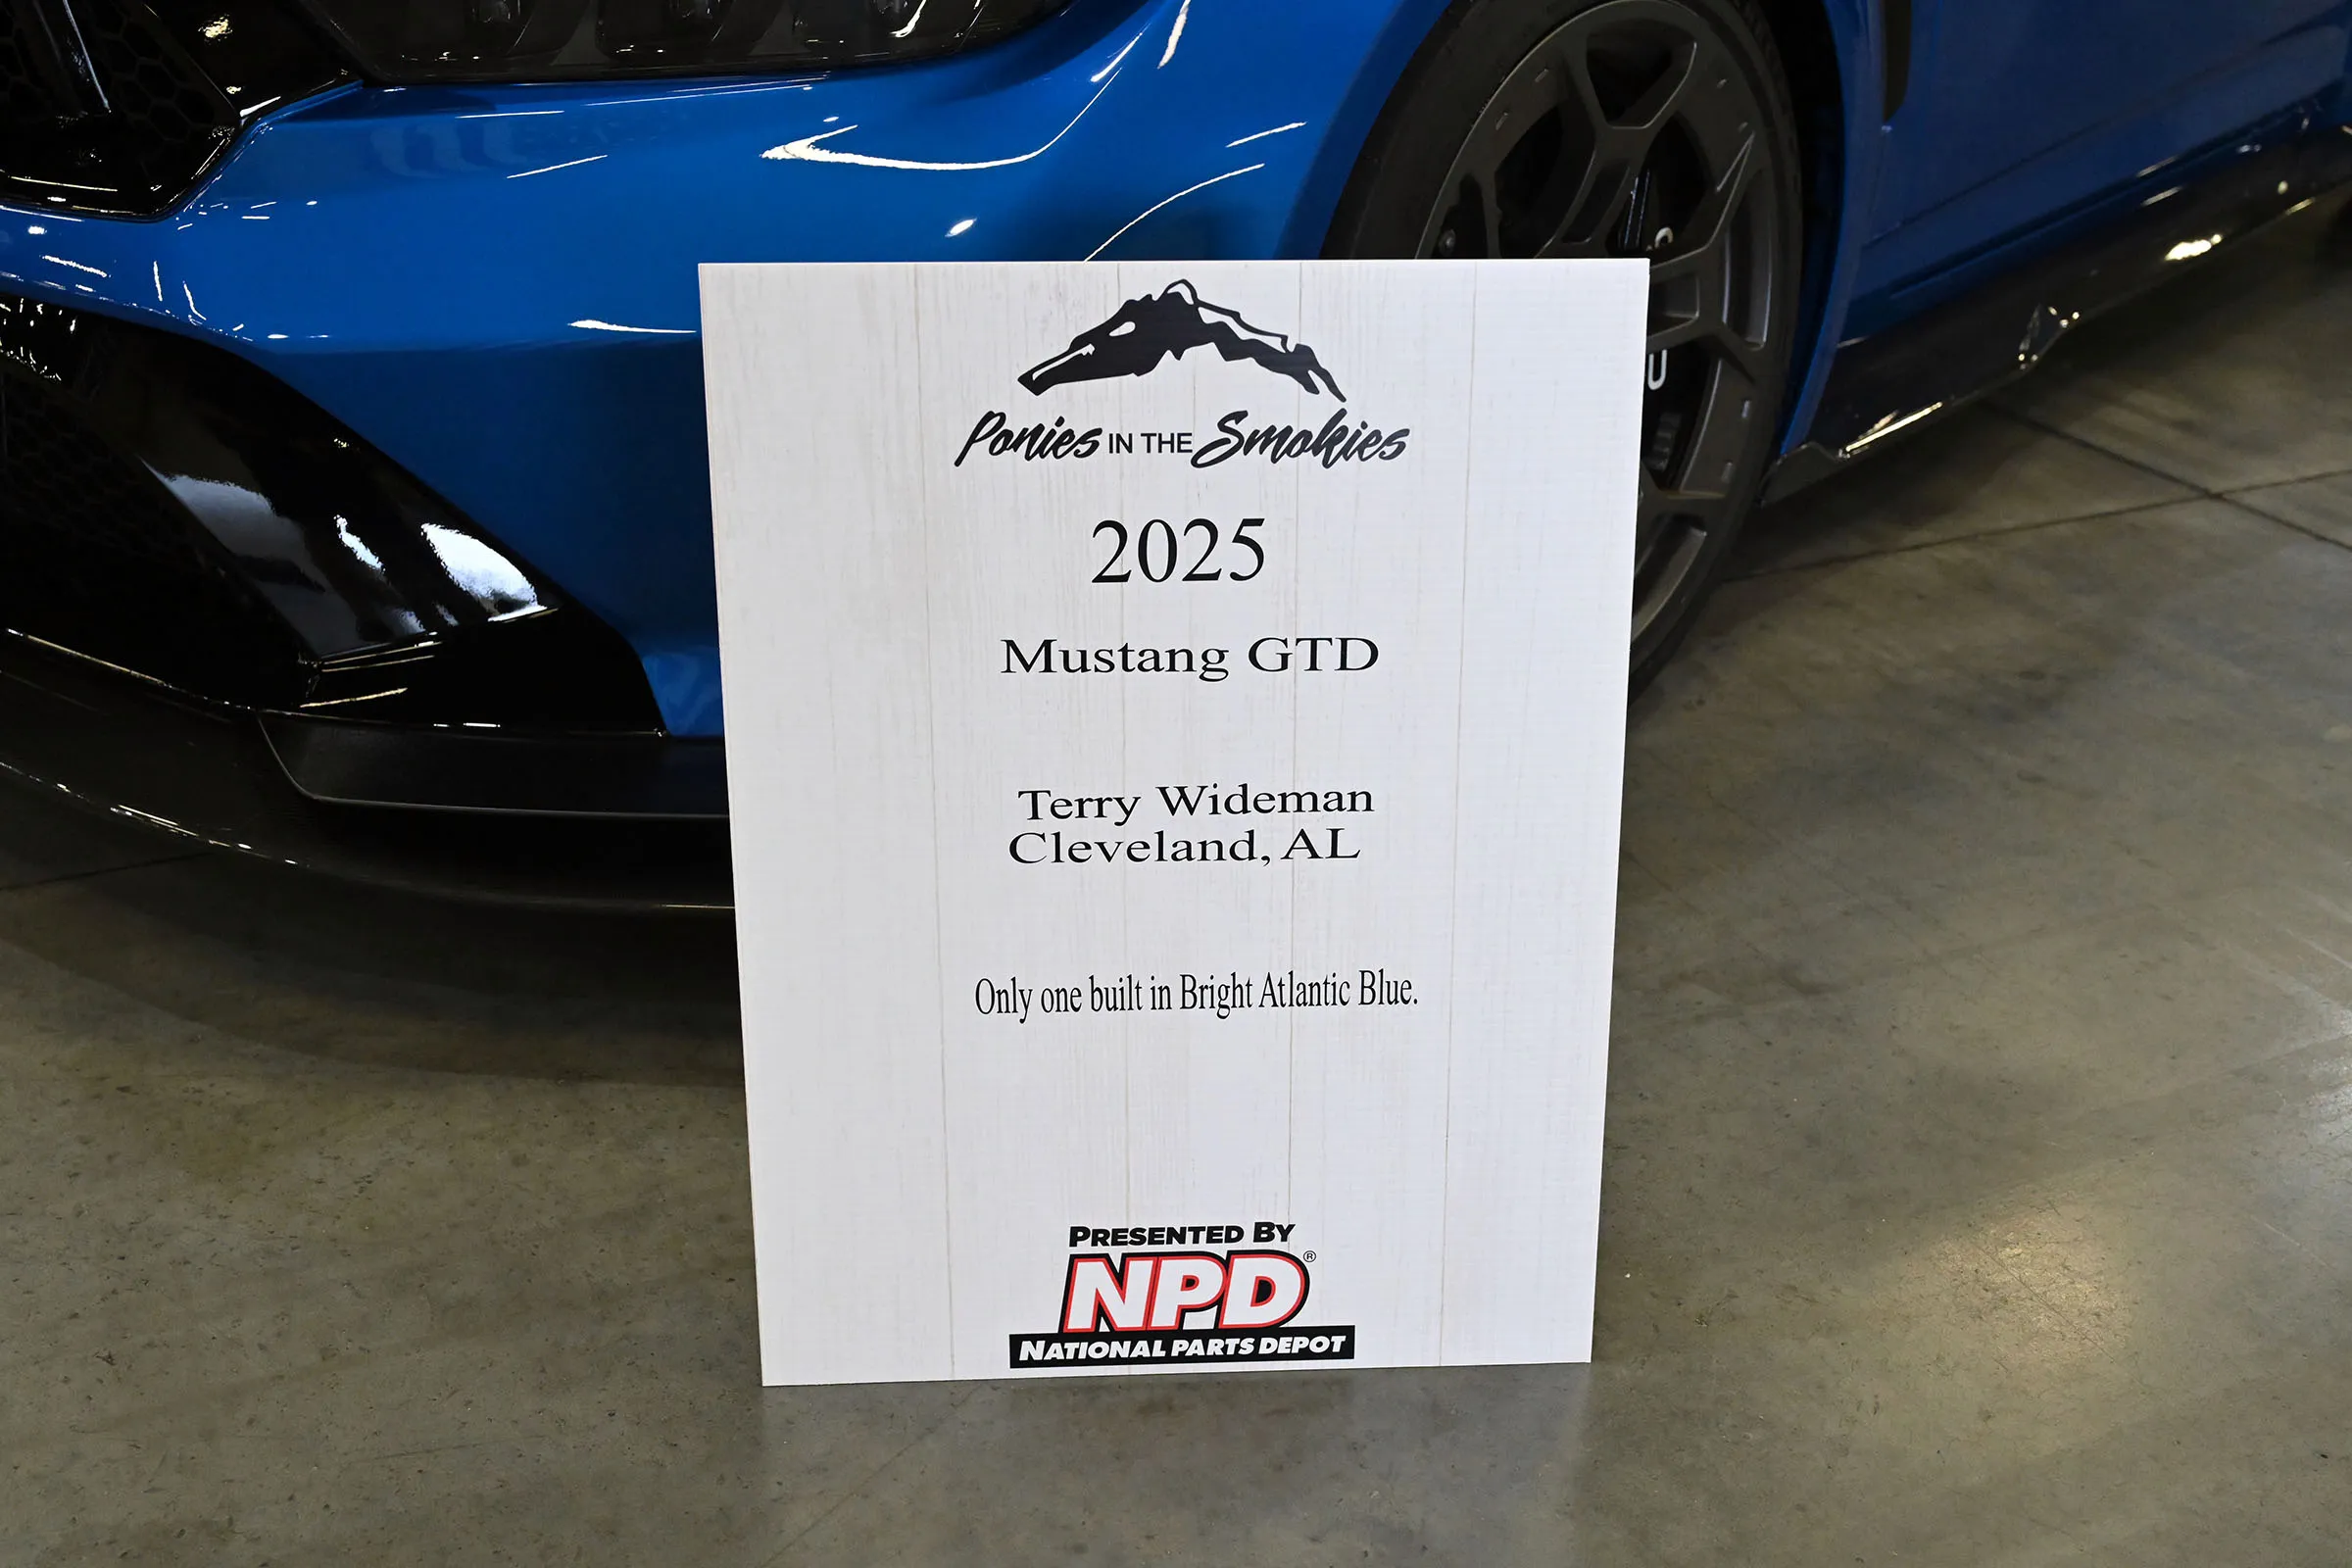 Ponies IN THE Smokies
2025
Mustang GTD
Terry Wideman
Cleveland, AL
Only one built in Bright Atlantic Blue.
PRESENTED BY
NPD®
NATIONAL PARTS DEPOT